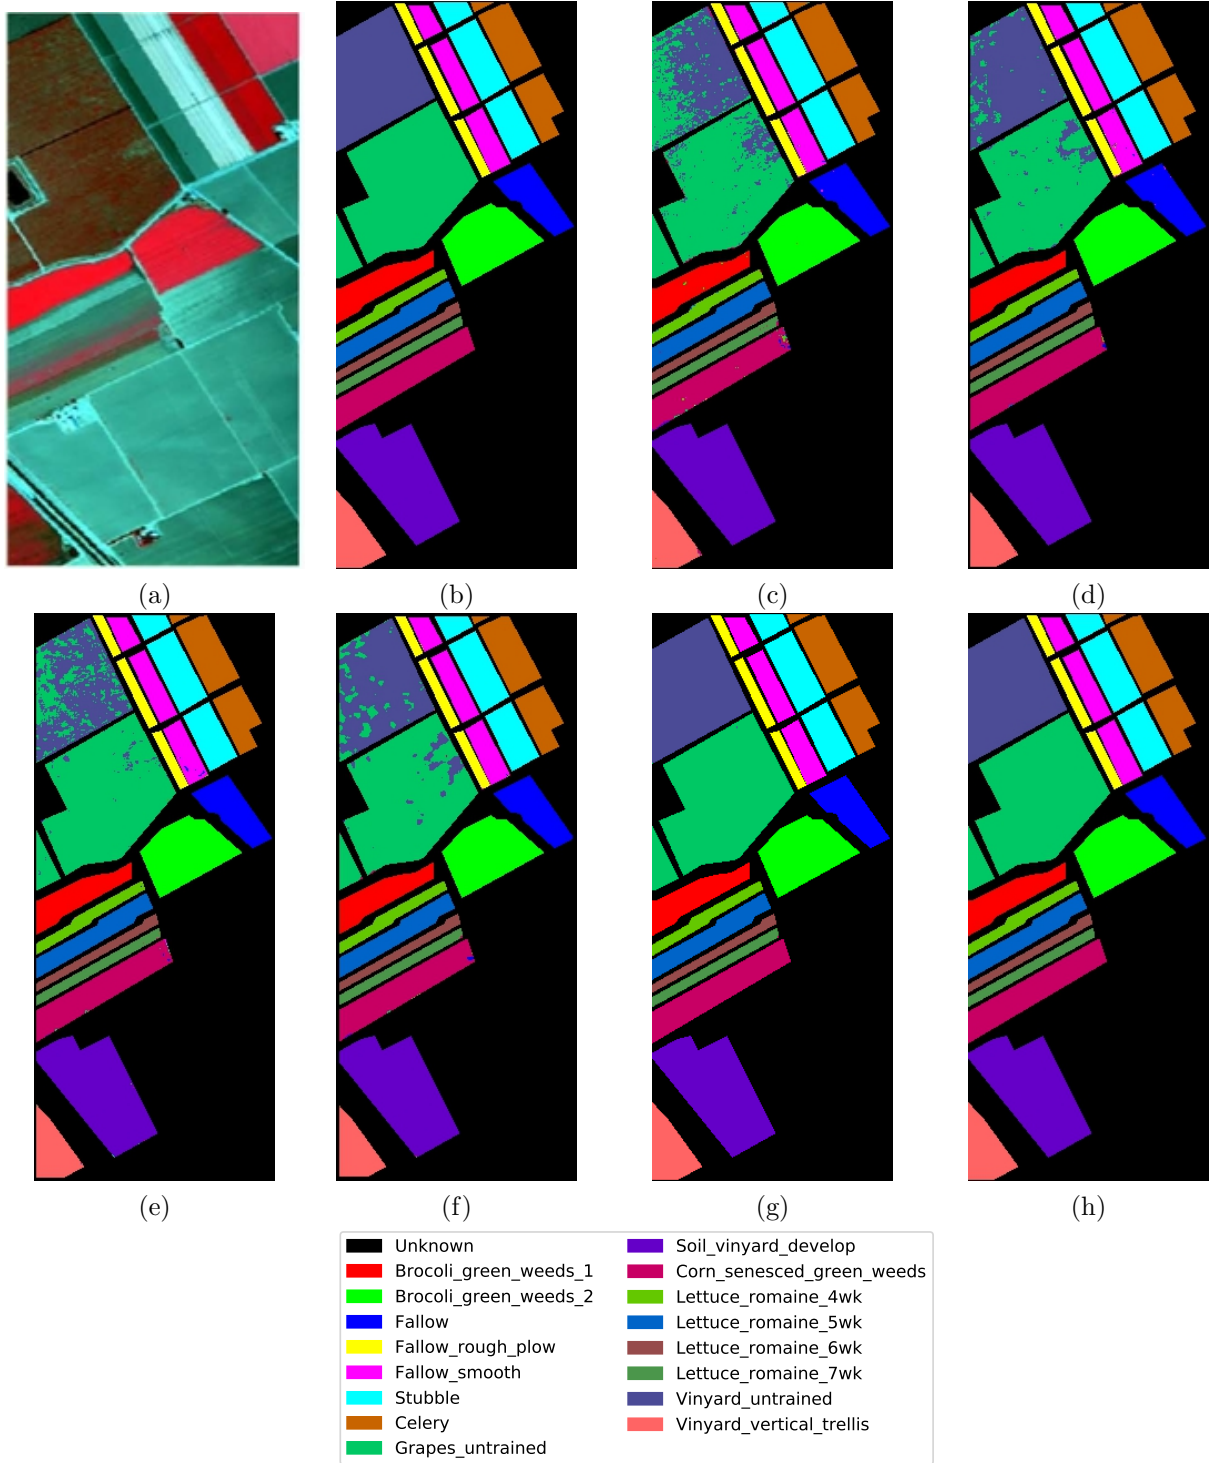 (a) (b) (c) (d)
(e) (f) (g) (h)
Unknown
Brocoli_green_weeds_1
Brocoli_green_weeds_2
Fallow
Fallow_rough_plow
Fallow_smooth
Stubble
Celery
Grapes_untrained
Soil_vinyard_develop
Corn_senesced_green_weeds
Lettuce_romaine_4wk
Lettuce_romaine_5wk
Lettuce_romaine_6wk
Lettuce_romaine_7wk
Vinyard_untrained
Vinyard_vertical_trellis